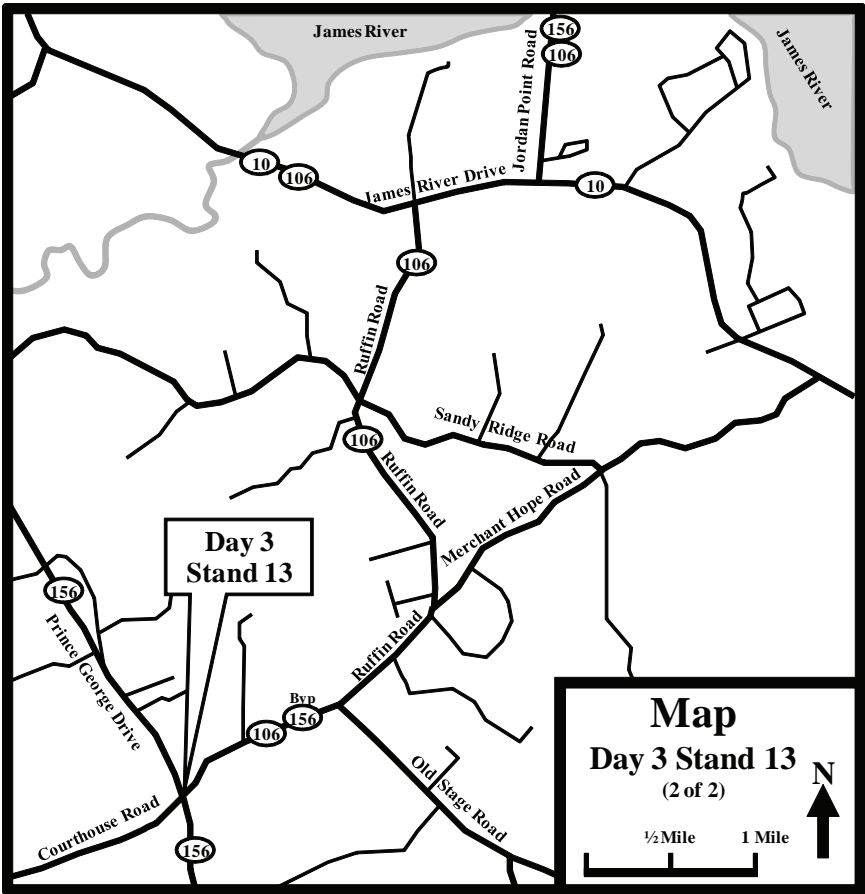 James River
156
106
Jordan Point Road
James River
10
106
James River Drive
10
106
Ruffin Road
Sandy Ridge Road
106
Ruffin Road
Merchant Hope Road
Day 3
Stand 13
156
Prince George Drive
Ruffin Road
Byp
156
106
Old Stage Road
Courthouse Road
156
Map
Day 3 Stand 13
(2 of 2)
N
½ Mile
1 Mile